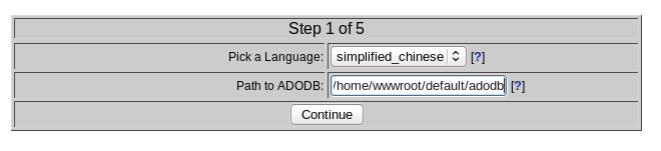 Step 1 of 5
Pick a Language: simplified_chinese [?]
Path to ADODB: /home/wwwroot/default/adodb [?]
Continue